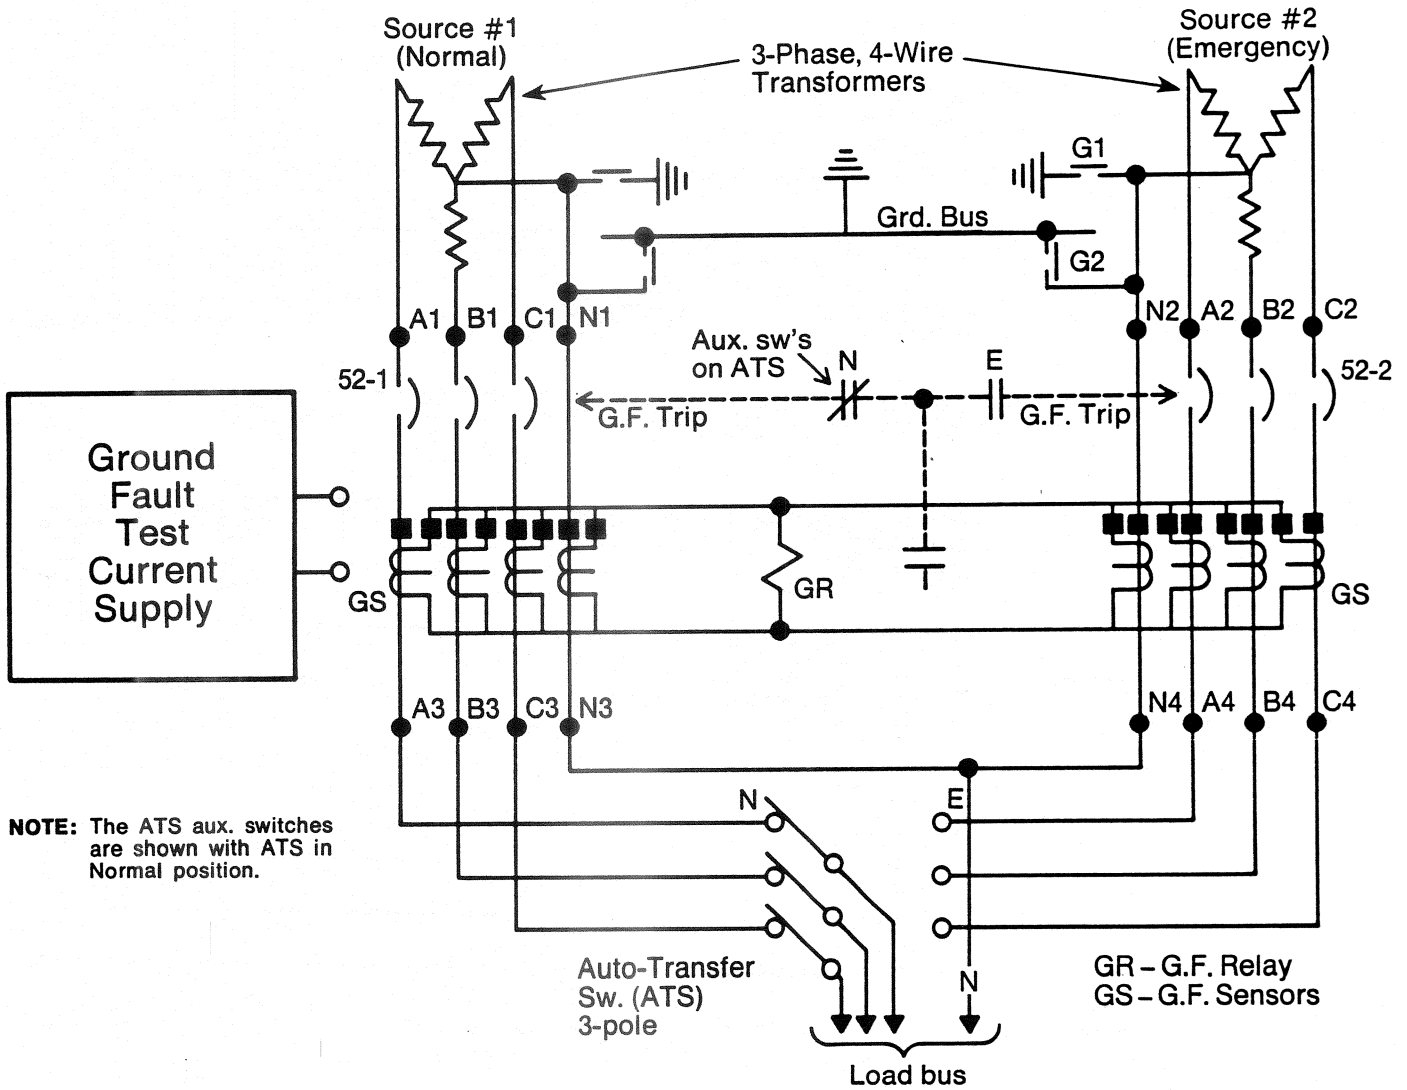 Source #1
(Normal)
3-Phase, 4-Wire
Transformers
Source #2
(Emergency)
G1
Grd. Bus
G2
A1
B1
C1
N1
N2
A2
B2
C2
52-1
Aux. sw's
on ATS
N
E
52-2
G.F. Trip
G.F. Trip
Ground
Fault
Test
Current
Supply
GS
GR
GS
A3
B3
C3
N3
N4
A4
B4
C4
N
E
NOTE: The ATS aux. switches
are shown with ATS in
Normal position.
Auto-Transfer
Sw. (ATS)
3-pole
N
GR – G.F. Relay
GS – G.F. Sensors
Load bus